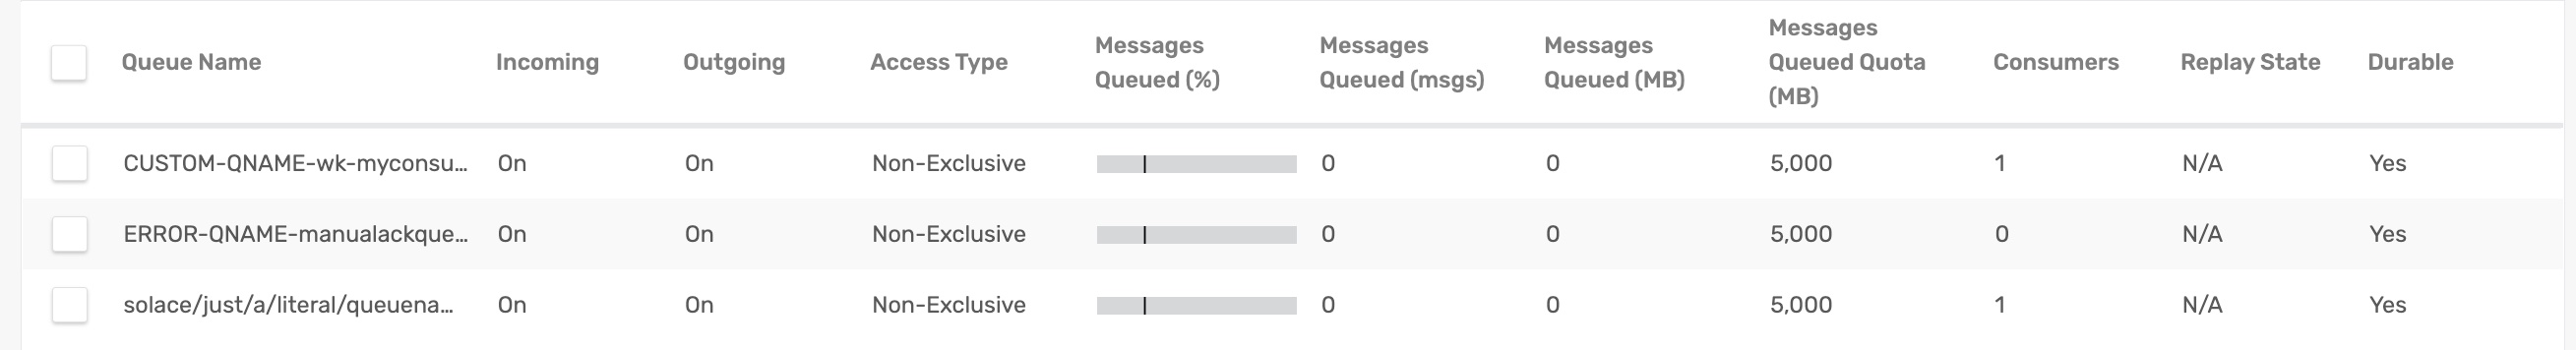 Queue Name Incoming Outgoing Access Type Messages Queued (%) Messages Queued (msgs) Messages Queued (MB) Messages Queued Quota (MB) Consumers Replay State Durable
CUSTOM-QNAME-wk-myconsu... On On Non-Exclusive 0 0 5,000 1 N/A Yes
ERROR-QNAME-manualackque... On On Non-Exclusive 0 0 5,000 0 N/A Yes
solace/just/a/literal/queuena... On On Non-Exclusive 0 0 5,000 1 N/A Yes